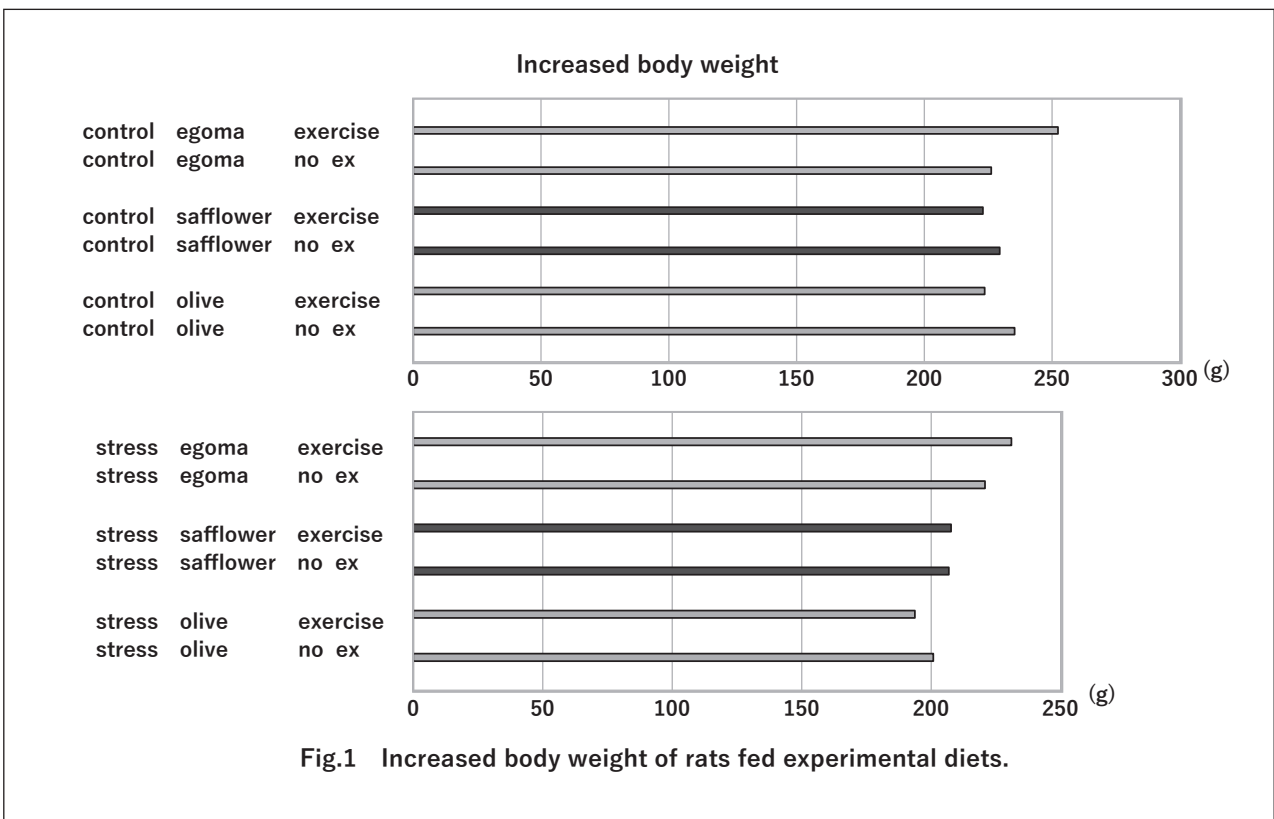 Increased body weight
control egoma exercise
control egoma no ex
control safflower exercise
control safflower no ex
control olive exercise
control olive no ex
0 50 100 150 200 250 300 (g)
stress egoma exercise
stress egoma no ex
stress safflower exercise
stress safflower no ex
stress olive exercise
stress olive no ex
0 50 100 150 200 250 (g)
Fig.1 Increased body weight of rats fed experimental diets.